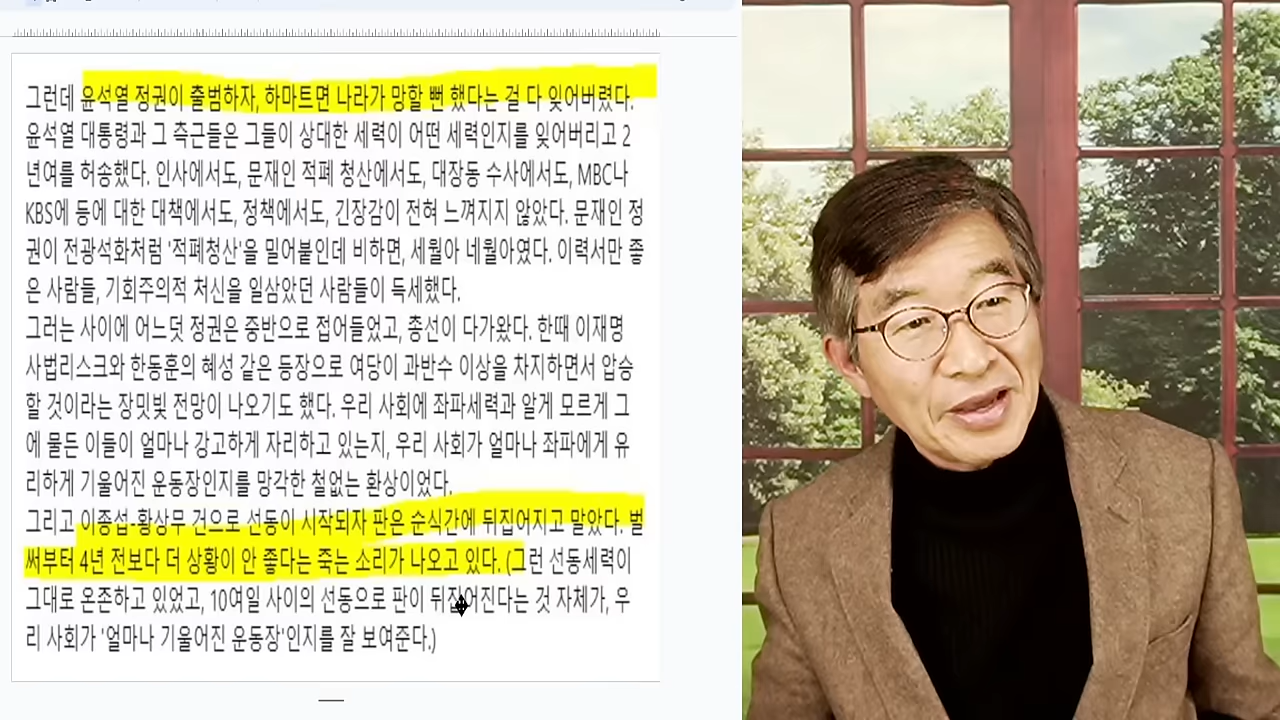 그런데 윤석열 정권이 출범하자, 하마트면 나라가 망할 뻔 했다는 걸 다 잊어버렸다.
윤석열 대통령과 그 측근들은 그들이 상대한 세력이 어떤 세력인지를 잊어버리고 2
년여를 허송했다. 인사에서도, 문재인 적폐 청산에서도, 대장동 수사에서도, MBC나
KBS에 등에 대한 대책에서도, 정책에서도, 긴장감이 전혀 느껴지지 않았다. 문재인 정
권이 전광석화처럼 '적폐청산'을 밀어붙인데 비하면, 세월아 네월아였다. 이력서만 좋
은 사람들, 기회주의적 처신을 일삼았던 사람들이 득세했다.
그러는 사이에 어느덧 정권은 중반으로 접어들었고, 총선이 다가왔다. 한때 이재명
사법리스크와 한동훈의 혜성 같은 등장으로 여당이 과반수 이상을 차지하면서 압승
할 것이라는 장밋빛 전망이 나오기도 했다. 우리 사회에 좌파세력과 알게 모르게 그
에 물든 이들이 얼마나 강고하게 자리하고 있는지, 우리 사회가 얼마나 좌파에게 유
리하게 기울어진 운동장인지를 망각한 철없는 환상이었다.
그리고 이종섭-황상무 건으로 선동이 시작되자 판은 순식간에 뒤집어지고 말았다. 벌
써부터 4년 전보다 더 상황이 안 좋다는 죽는 소리가 나오고 있다. (그런 선동세력이
그대로 온존하고 있었고, 10여일 사이의 선동으로 판이 뒤집어진다는 것 자체가, 우
리 사회가 '얼마나 기울어진 운동장'인지를 잘 보여준다.)